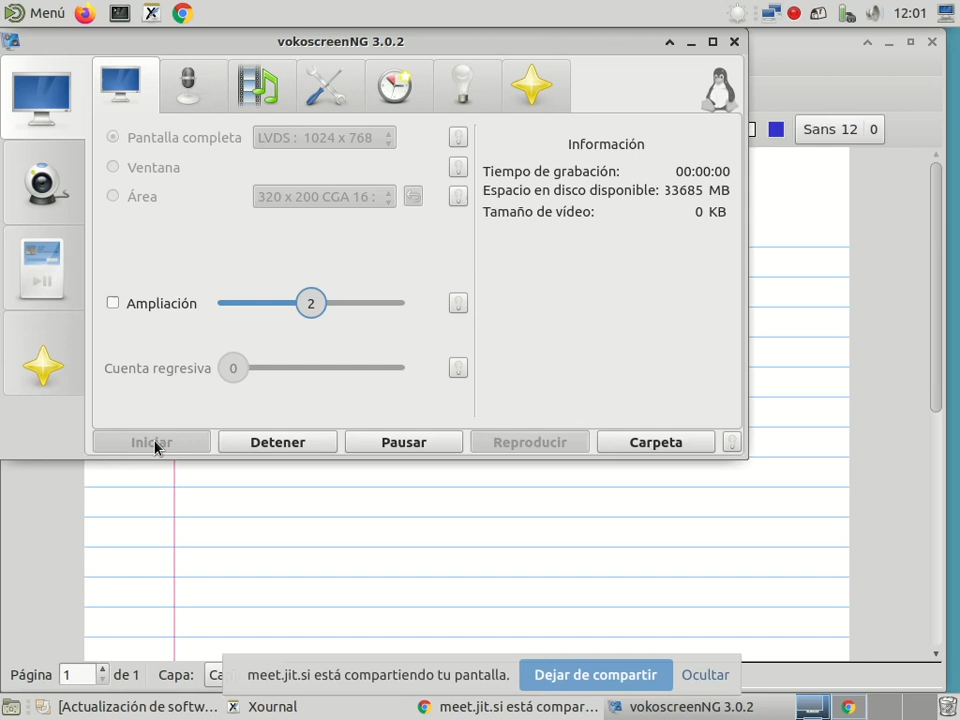 Menú
12:01
vokoscreenNG 3.0.2
Sans 12 0
Pantalla completa
LVDS : 1024 x 768
Ventana
Área
320 x 200 CGA 16 :
Información
Tiempo de grabación: 00:00:00
Espacio en disco disponible: 33685 MB
Tamaño de vídeo: 0 KB
Ampliación
2
Cuenta regresiva
0
Iniciar
Detener
Pausar
Reproducir
Carpeta
Página 1 de 1 Capa: Ca
meet.jit.si está compartiendo tu pantalla.
Dejar de compartir
Ocultar
[Actualización de softw...
Xournal
meet.jit.si está compar...
vokoscreenNG 3.0.2